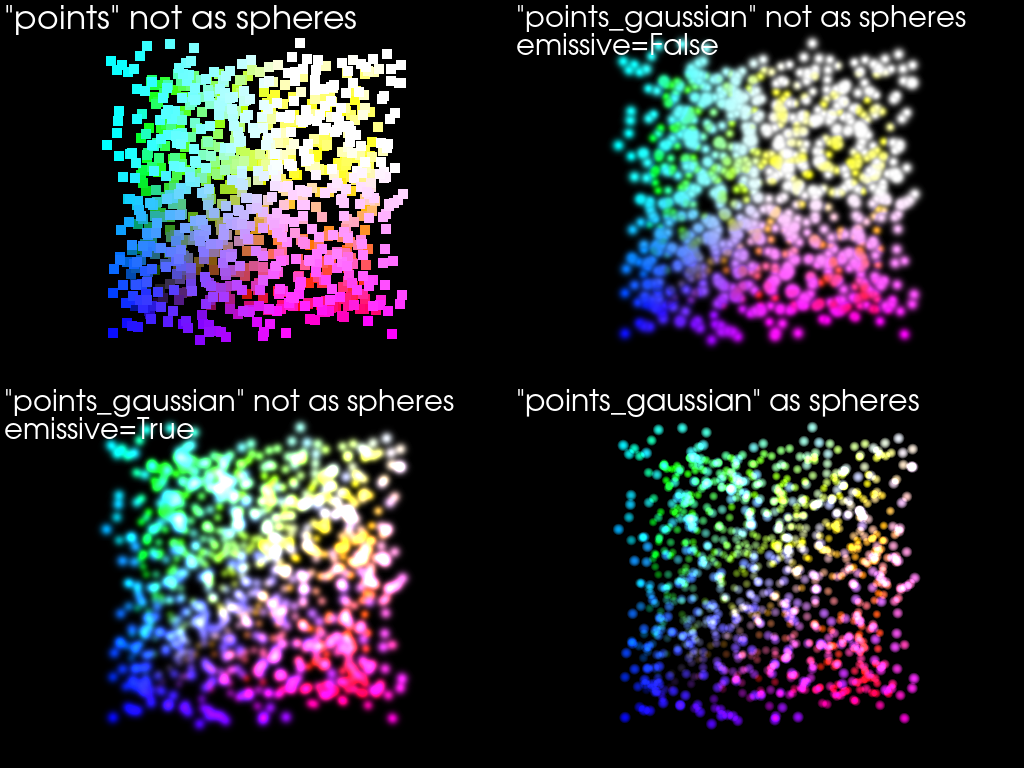 "points" not as spheres
"points_gaussian" not as spheres
emissive=False
"points_gaussian" not as spheres
emissive=True
"points_gaussian" as spheres